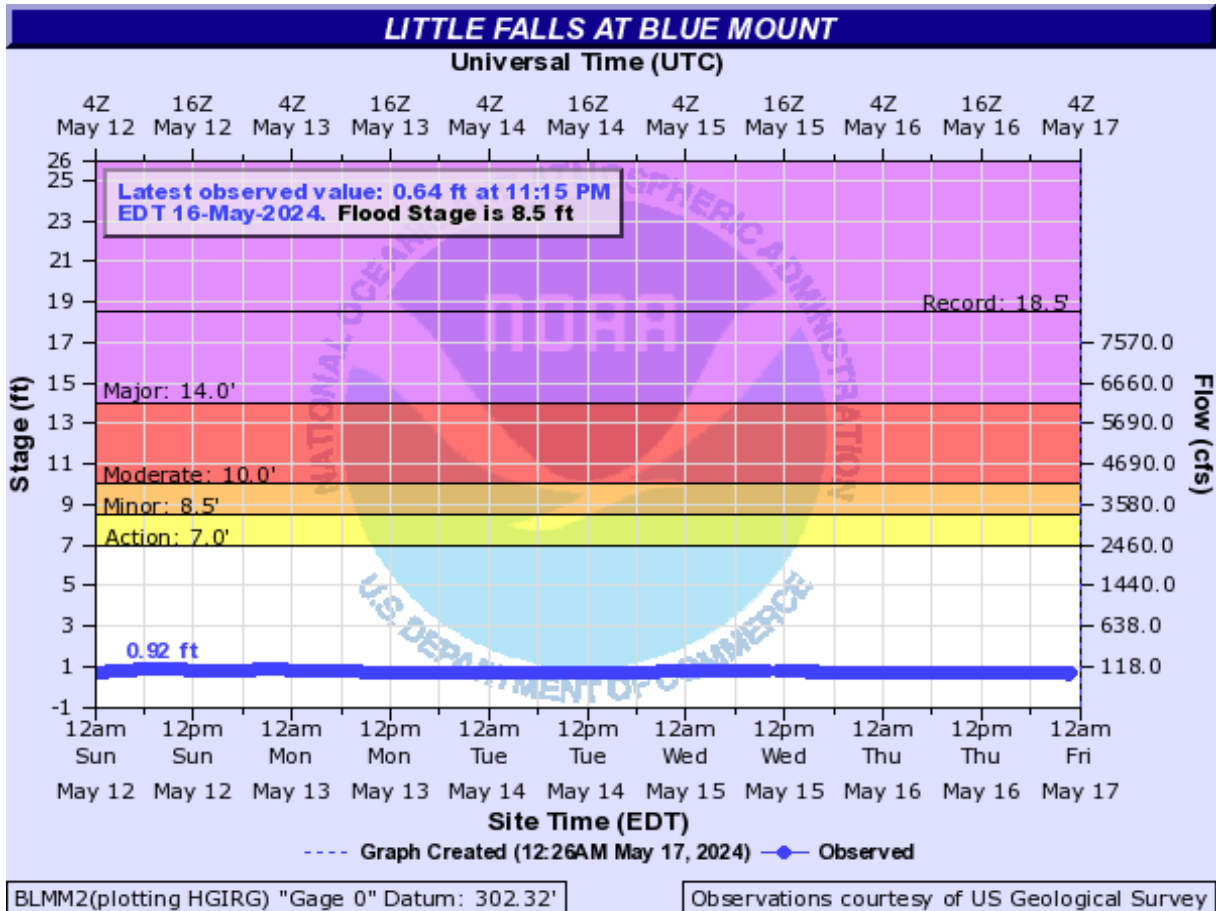 LITTLE FALLS AT BLUE MOUNT
Universal Time (UTC)
4Z 16Z 4Z 16Z 4Z 16Z 4Z 16Z 4Z 16Z 4Z
May 12 May 12 May 13 May 13 May 14 May 14 May 15 May 15 May 16 May 16 May 17
Latest observed value: 0.64 ft at 11:15 PM
EDT 16-May-2024. Flood Stage is 8.5 ft
Stage (ft)
26
25
23
21
19
17
15
13
11
9
7
5
3
1
-1
Record: 18.5'
Major: 14.0'
Moderate: 10.0'
Minor: 8.5'
Action: 7.0'
0.92 ft
NATIONAL OCEANIC AND ATMOSPHERIC ADMINISTRATION
NOAA
U.S. DEPARTMENT OF COMMERCE
7570.0
6660.0
5690.0
4690.0
3580.0
2460.0
1440.0
638.0
118.0
Flow (cfs)
12am 12pm 12am 12pm 12am 12pm 12am 12pm 12am 12pm 12am
Sun Sun Mon Mon Tue Tue Wed Wed Thu Thu Fri
May 12 May 12 May 13 May 13 May 14 May 14 May 15 May 15 May 16 May 16 May 17
Site Time (EDT)
Graph Created (12:26AM May 17, 2024) Observed
BLMM2(plotting HGIRG) "Gage 0" Datum: 302.32'
Observations courtesy of US Geological Survey